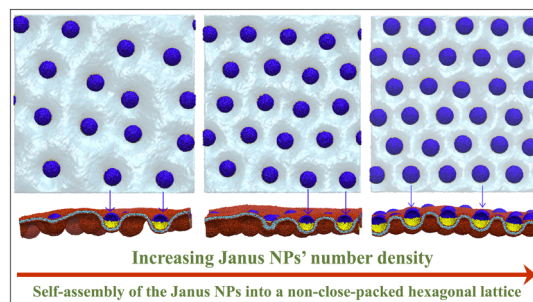 Increasing Janus NPs' number density
Self-assembly of the Janus NPs into a non-close-packed hexagonal lattice